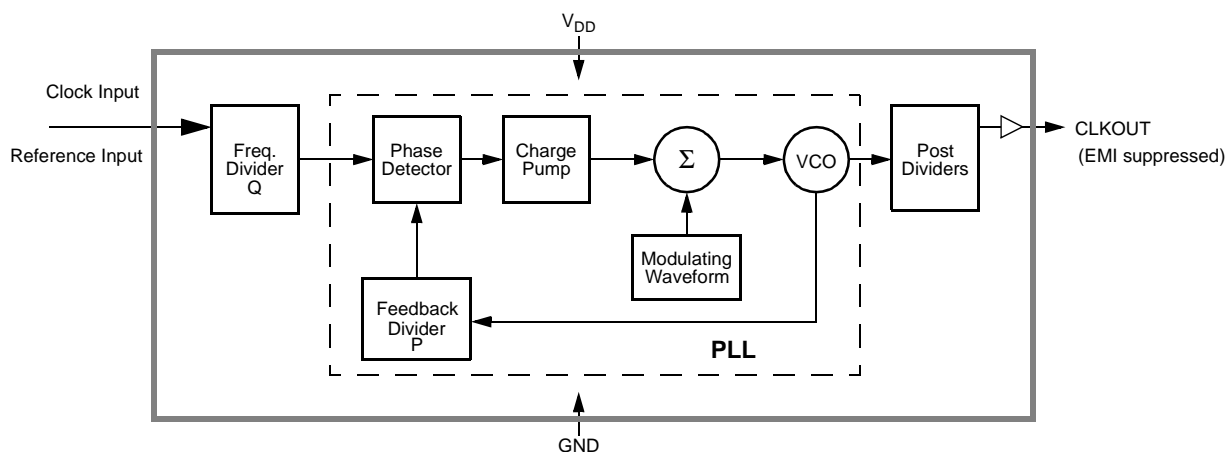 V_DD
Clock Input
Reference Input
Freq.
Divider
Q
Phase
Detector
Charge
Pump
Σ
VCO
Post
Dividers
CLKOUT
(EMI suppressed)
Modulating
Waveform
Feedback
Divider
P
PLL
GND